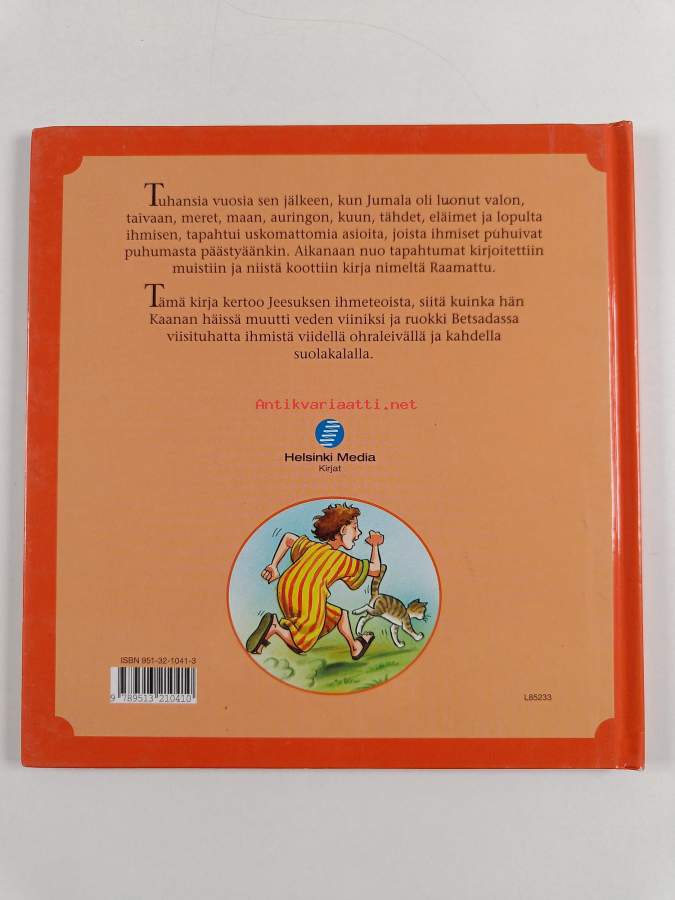 Tuhansia vuosia sen jälkeen, kun Jumala oli luonut valon,
taivaan, meret, maan, auringon, kuun, tähdet, eläimet ja lopulta
ihmisen, tapahtui uskomattomia asioita, joista ihmiset puhuivat
puhumasta päästyäänkin. Aikanaan nuo tapahtumat kirjoitettiin
muistiin ja niistä koottiin kirja nimeltä Raamattu.
Tämä kirja kertoo Jeesuksen ihmeteoista, siitä kuinka hän
Kaanan häissä muutti veden viiniksi ja ruokki Betsadassa
viisituhatta ihmistä viidellä ohraleivällä ja kahdella
suolakalalla.
Antikvariaatti.net
Helsinki Media
Kirjat
ISBN 951-32-1041-3
9 789513 210410
L85233